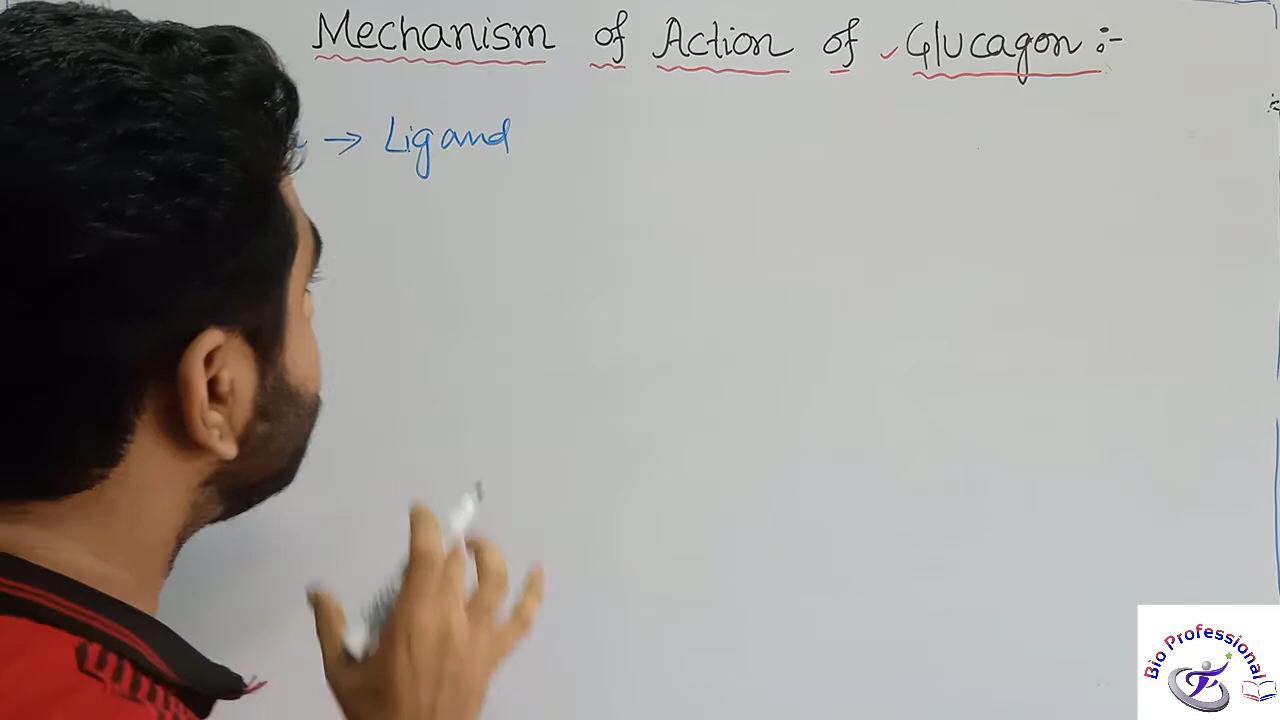 Mechanism of Action of ✓ Glucagon :-
→ Ligand
Bio Professional